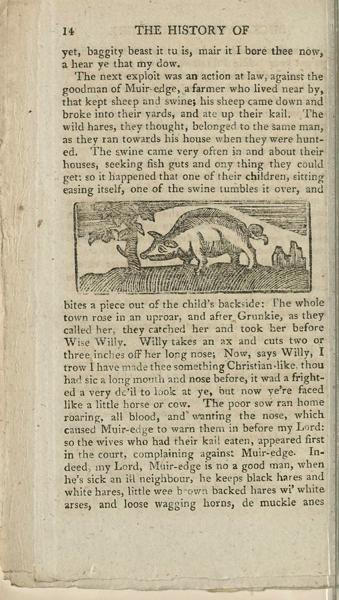 14 THE HISTORY OF
yet, baggity beast it tu is, mair it I bore thee now,
a hear ye that my dow.
The next exploit was an action at law, against the
goodman of Muir-edge, a farmer who lived near by,
that kept sheep and swine; his sheep came down and
broke into their yards, and ate up their kail. The
wild hares, they thought, belonged to the same man,
as they ran towards his house when they were hunt-
ed. The swine came very often in and about their
houses, seeking fish guts and ony thing they could
get: so it happened that one of their children, sitting
easing itself, one of the swine tumbles it over, and
bites a piece out of the child's backside: The whole
town rose in an uproar, and after Grunkie, as they
called her, they catched her and took her before
Wise Willy. Willy takes an ax and cuts two or
three inches off her long nose; Now, says Willy, I
trow I have made thee something Christian-like, thou
had sic a long mouth and nose before, it wad a fright-
ed a very de'il to look at ye, but now ye're faced
like a little horse or cow. The poor sow ran home
roaring, all blood, and wanting the nose, which
caused Muir-edge to warn them in before my Lord:
so the wives who had their kail eaten, appeared first
in the court, complaining against Muir-edge. In-
deed, my Lord, Muir-edge is no a good man, when
he's sick an ill neighbour, he keeps black hares and
white hares, little wee brown backed hares wi' white
arses, and loose wagging horns, de muckle anes